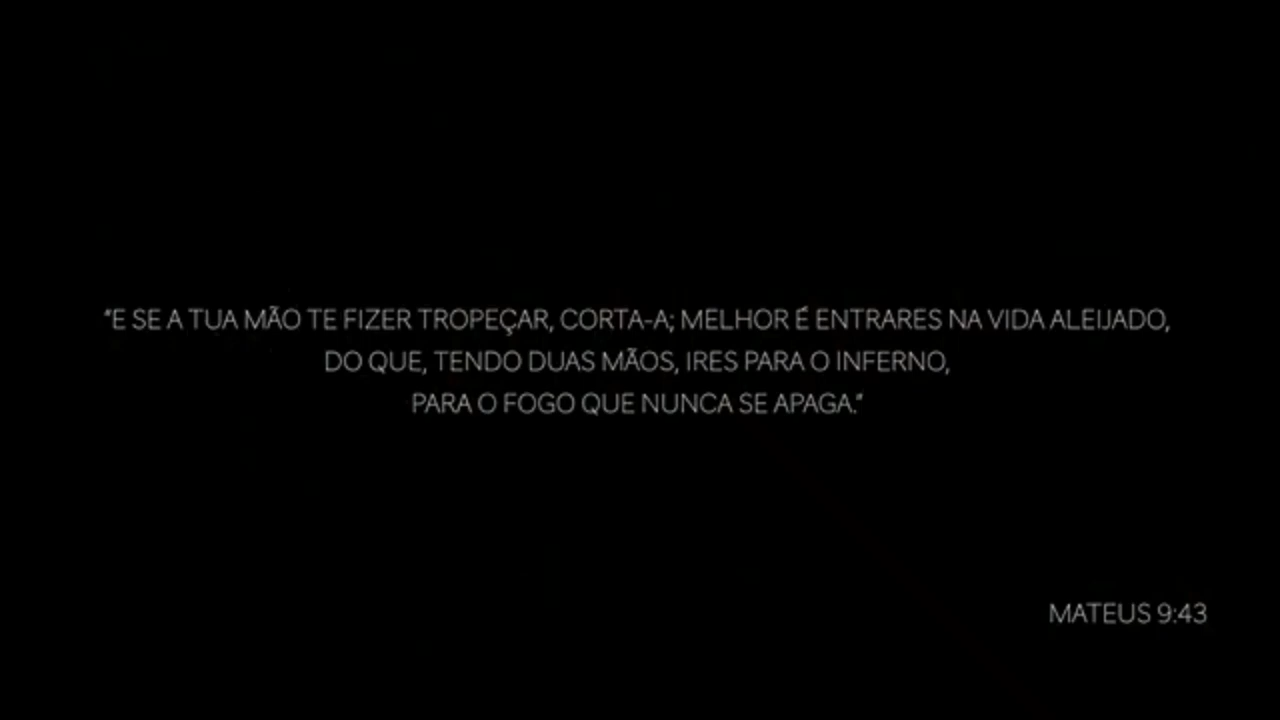 “E SE A TUA MÃO TE FIZER TROPEÇAR, CORTA-A; MELHOR É ENTRARES NA VIDA ALEIJADO,
DO QUE, TENDO DUAS MÃOS, IRES PARA O INFERNO,
PARA O FOGO QUE NUNCA SE APAGA.“
MATEUS 9:43